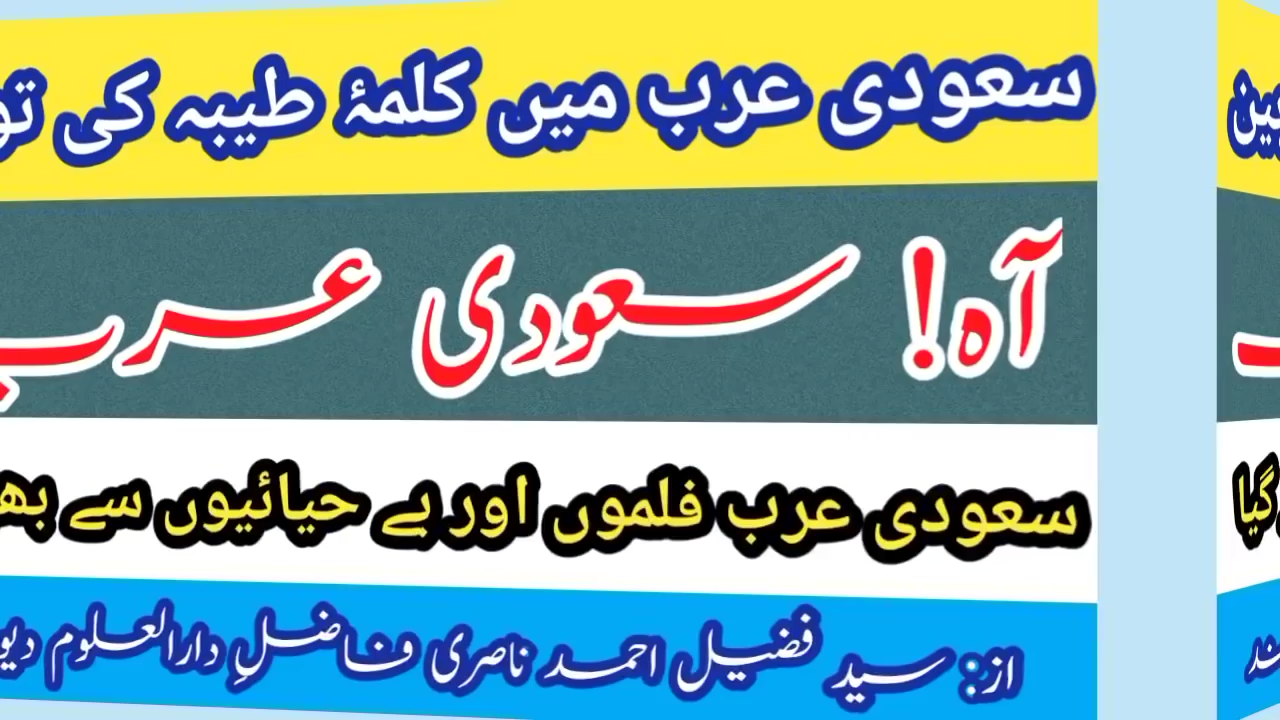 سعودی عرب میں کلمۂ طیبہ کی
آہ! سعودی عرب
سعودی عرب فلموں اور بے حیائیوں سے
از: سید فضیل احمد ناصری فاضلِ دارالعلوم